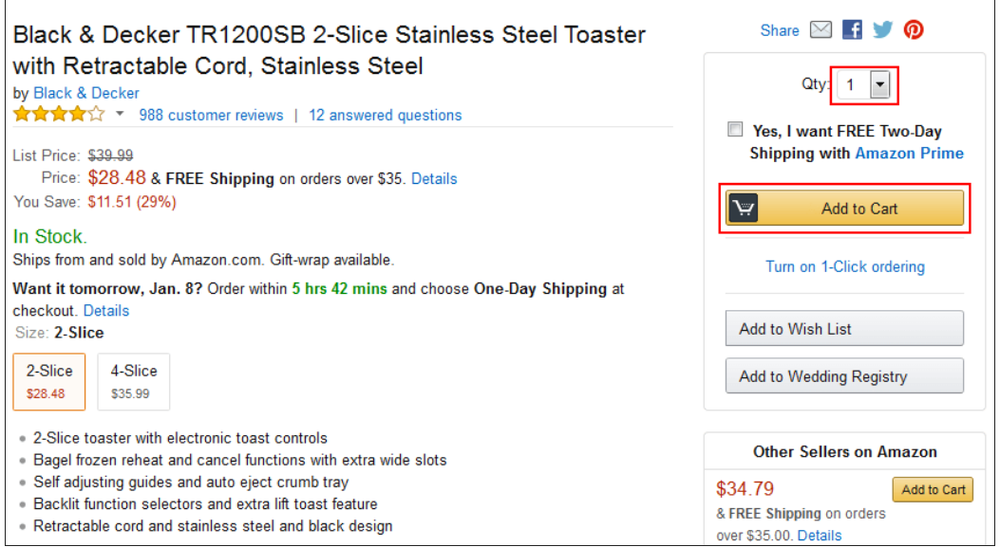 Black & Decker TR1200SB 2-Slice Stainless Steel Toaster
with Retractable Cord, Stainless Steel
by Black & Decker
988 customer reviews | 12 answered questions
List Price: $39.99
Price: $28.48 & FREE Shipping on orders over $35. Details
You Save: $11.51 (29%)
In Stock.
Ships from and sold by Amazon.com. Gift-wrap available.
Want it tomorrow, Jan. 8? Order within 5 hrs 42 mins and choose One-Day Shipping at
checkout. Details
Size: 2-Slice
2-Slice
$28.48
4-Slice
$35.99
2-Slice toaster with electronic toast controls
Bagel frozen reheat and cancel functions with extra wide slots
Self adjusting guides and auto eject crumb tray
Backlit function selectors and extra lift toast feature
Retractable cord and stainless steel and black design
Share
Qty: 1
Yes, I want FREE Two-Day
Shipping with Amazon Prime
Add to Cart
Turn on 1-Click ordering
Add to Wish List
Add to Wedding Registry
Other Sellers on Amazon
$34.79
Add to Cart
& FREE Shipping on orders
over $35.00. Details